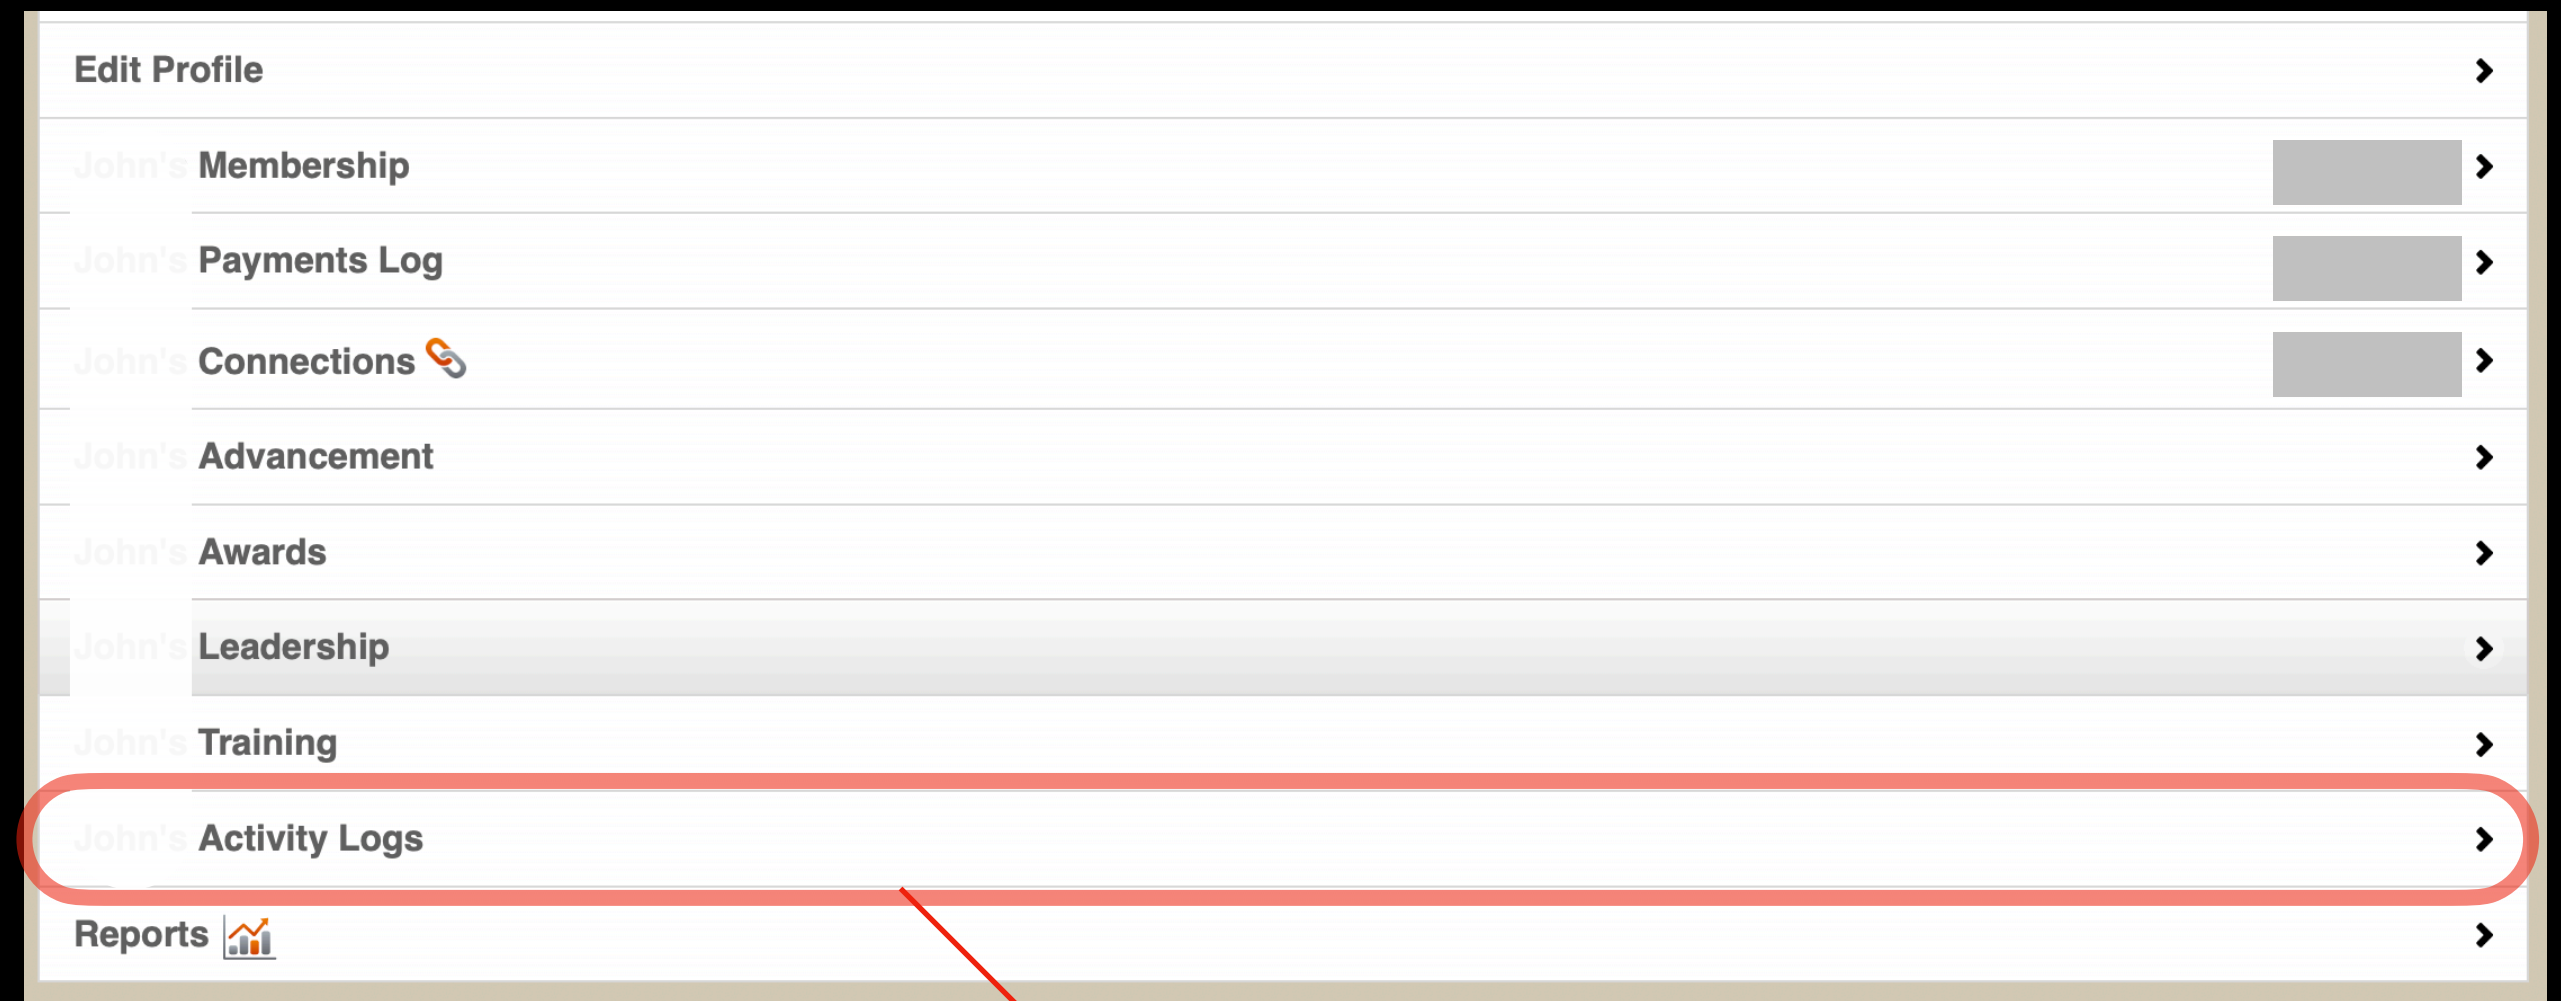 Edit Profile
John's Membership
John's Payments Log
John's Connections
John's Advancement
John's Awards
John's Leadership
John's Training
John's Activity Logs
Reports